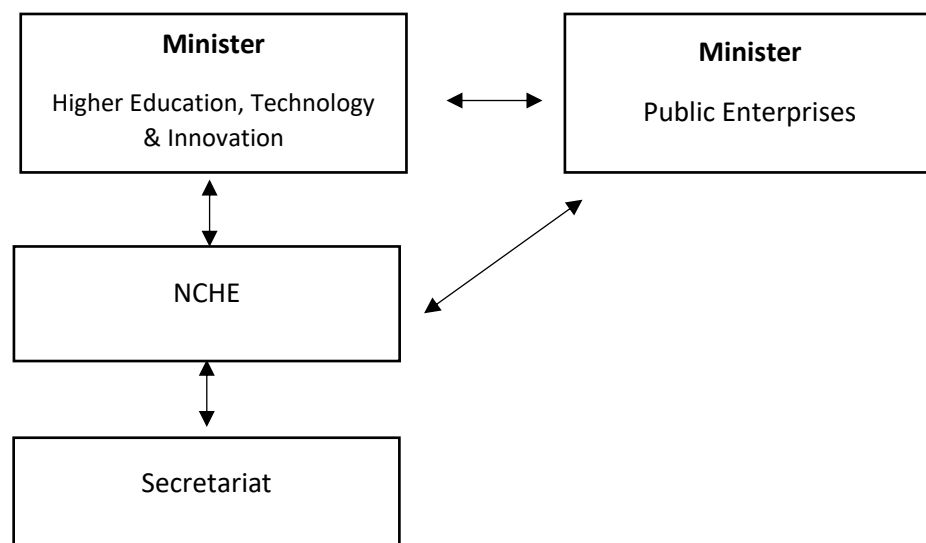 Minister
Higher Education, Technology
& Innovation
Minister
Public Enterprises
NCHE
Secretariat